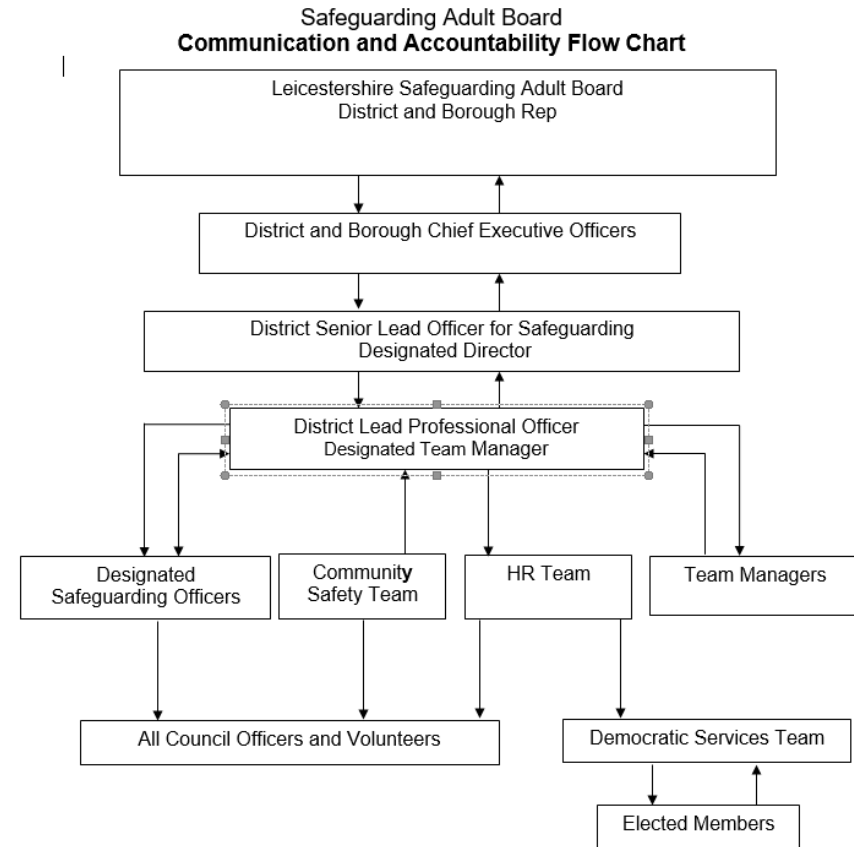 Safeguarding Adult Board
Communication and Accountability Flow Chart
Leicestershire Safeguarding Adult Board
District and Borough Rep
District and Borough Chief Executive Officers
District Senior Lead Officer for Safeguarding
Designated Director
District Lead Professional Officer
Designated Team Manager
Designated
Safeguarding Officers
Community
Safety Team
HR Team
Team Managers
All Council Officers and Volunteers
Democratic Services Team
Elected Members